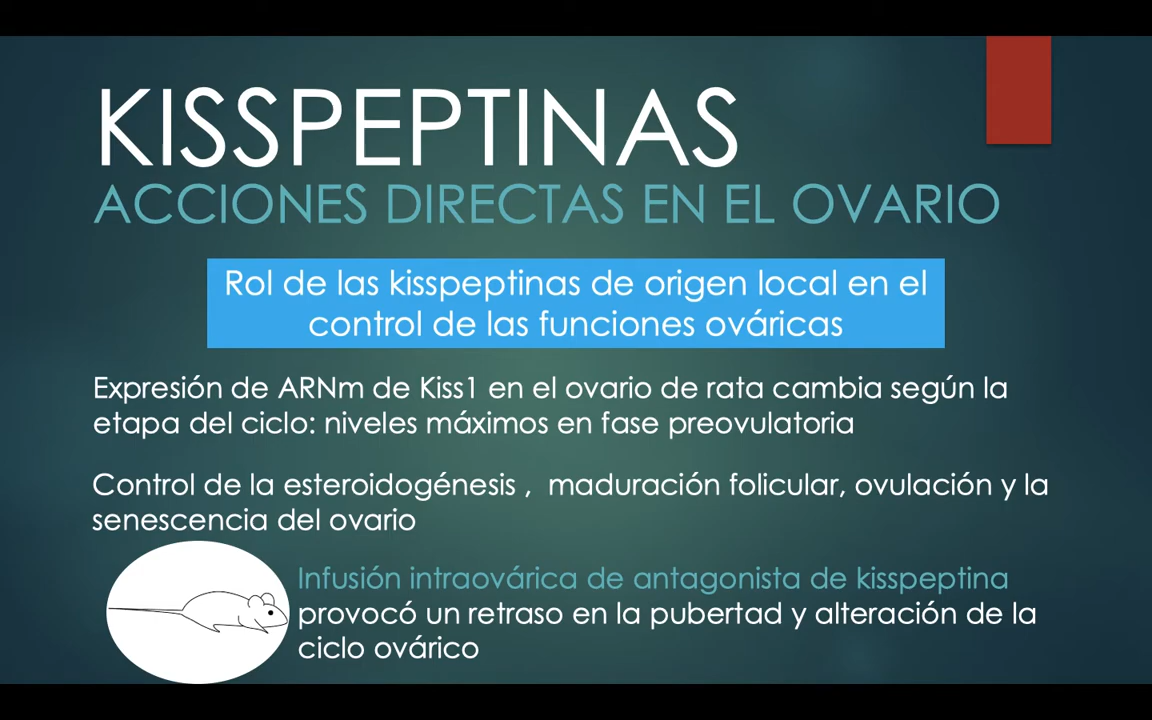 KISSPEPTINAS
ACCIONES DIRECTAS EN EL OVARIO
Rol de las kisspeptinas de origen local en el
control de las funciones ováricas
Expresión de ARNm de Kiss1 en el ovario de rata cambia según la
etapa del ciclo: niveles máximos en fase preovulatoria
Control de la esteroidogénesis ,  maduración folicular, ovulación y la
senescencia del ovario
Infusión intraovárica de antagonista de kisspeptina
provocó un retraso en la pubertad y alteración de la
ciclo ovárico